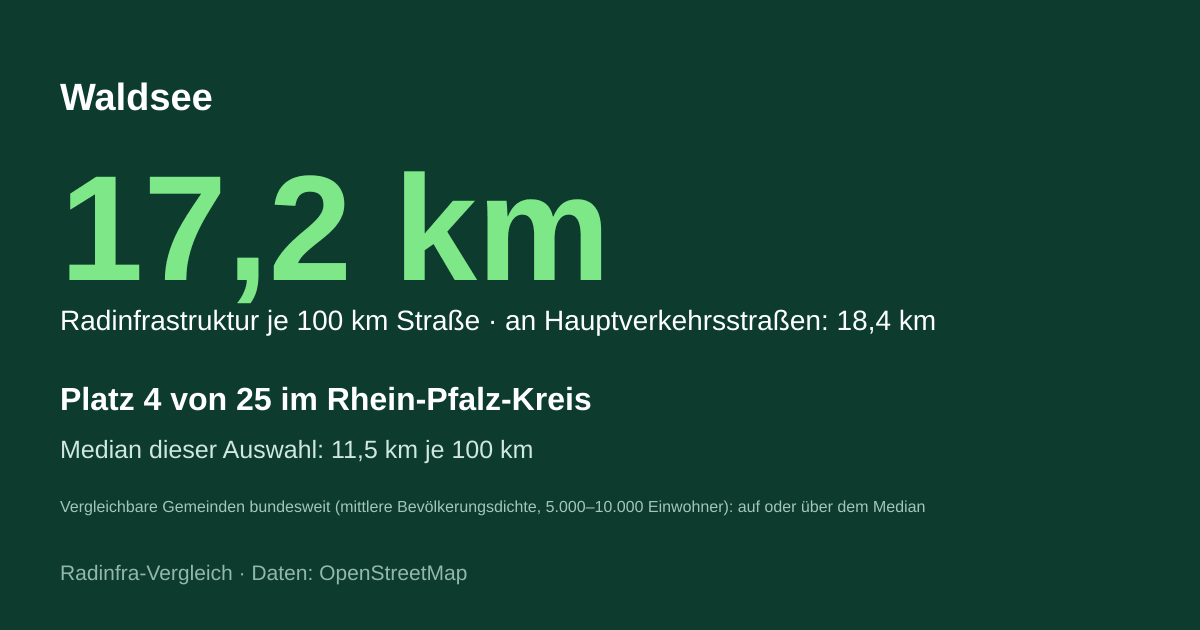 Waldsee
17,2 km
Radinfrastruktur je 100 km Straße · an Hauptverkehrsstraßen: 18,4 km
Platz 4 von 25 im Rhein-Pfalz-Kreis
Median dieser Auswahl: 11,5 km je 100 km
Vergleichbare Gemeinden bundesweit (mittlere Bevölkerungsdichte, 5.000–10.000 Einwohner): auf oder über dem Median
Radinfra-Vergleich · Daten: OpenStreetMap